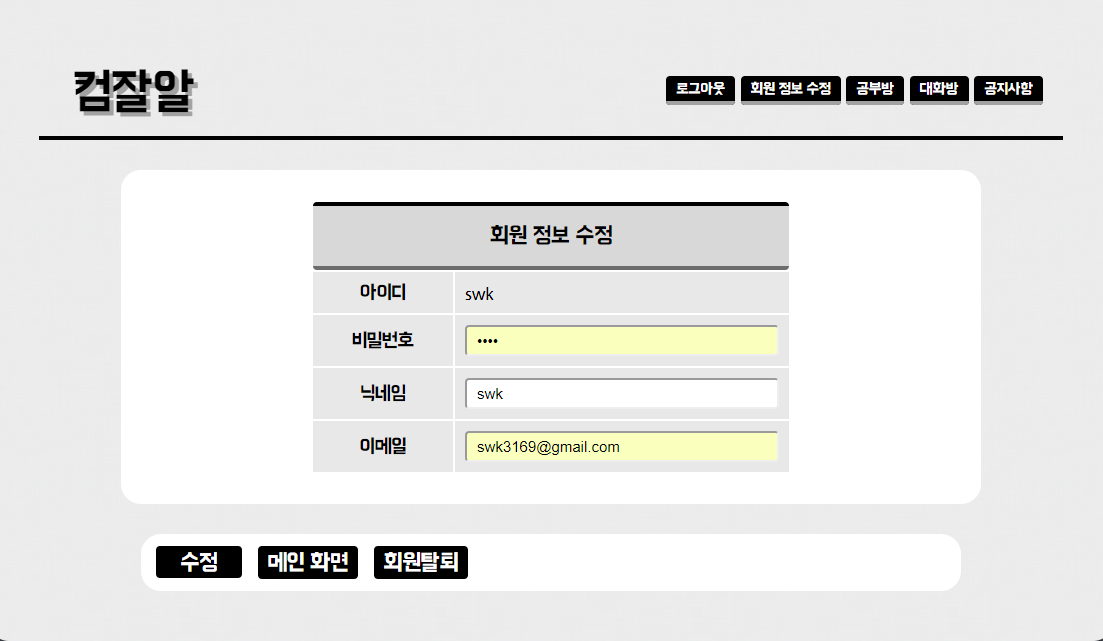 컴잘알
로그아웃 회원 정보 수정 공부방 대화방 공지사항
회원 정보 수정
아이디 swk
비밀번호 ••••
닉네임 swk
이메일 swk3169@gmail.com
수정 메인 화면 회원탈퇴